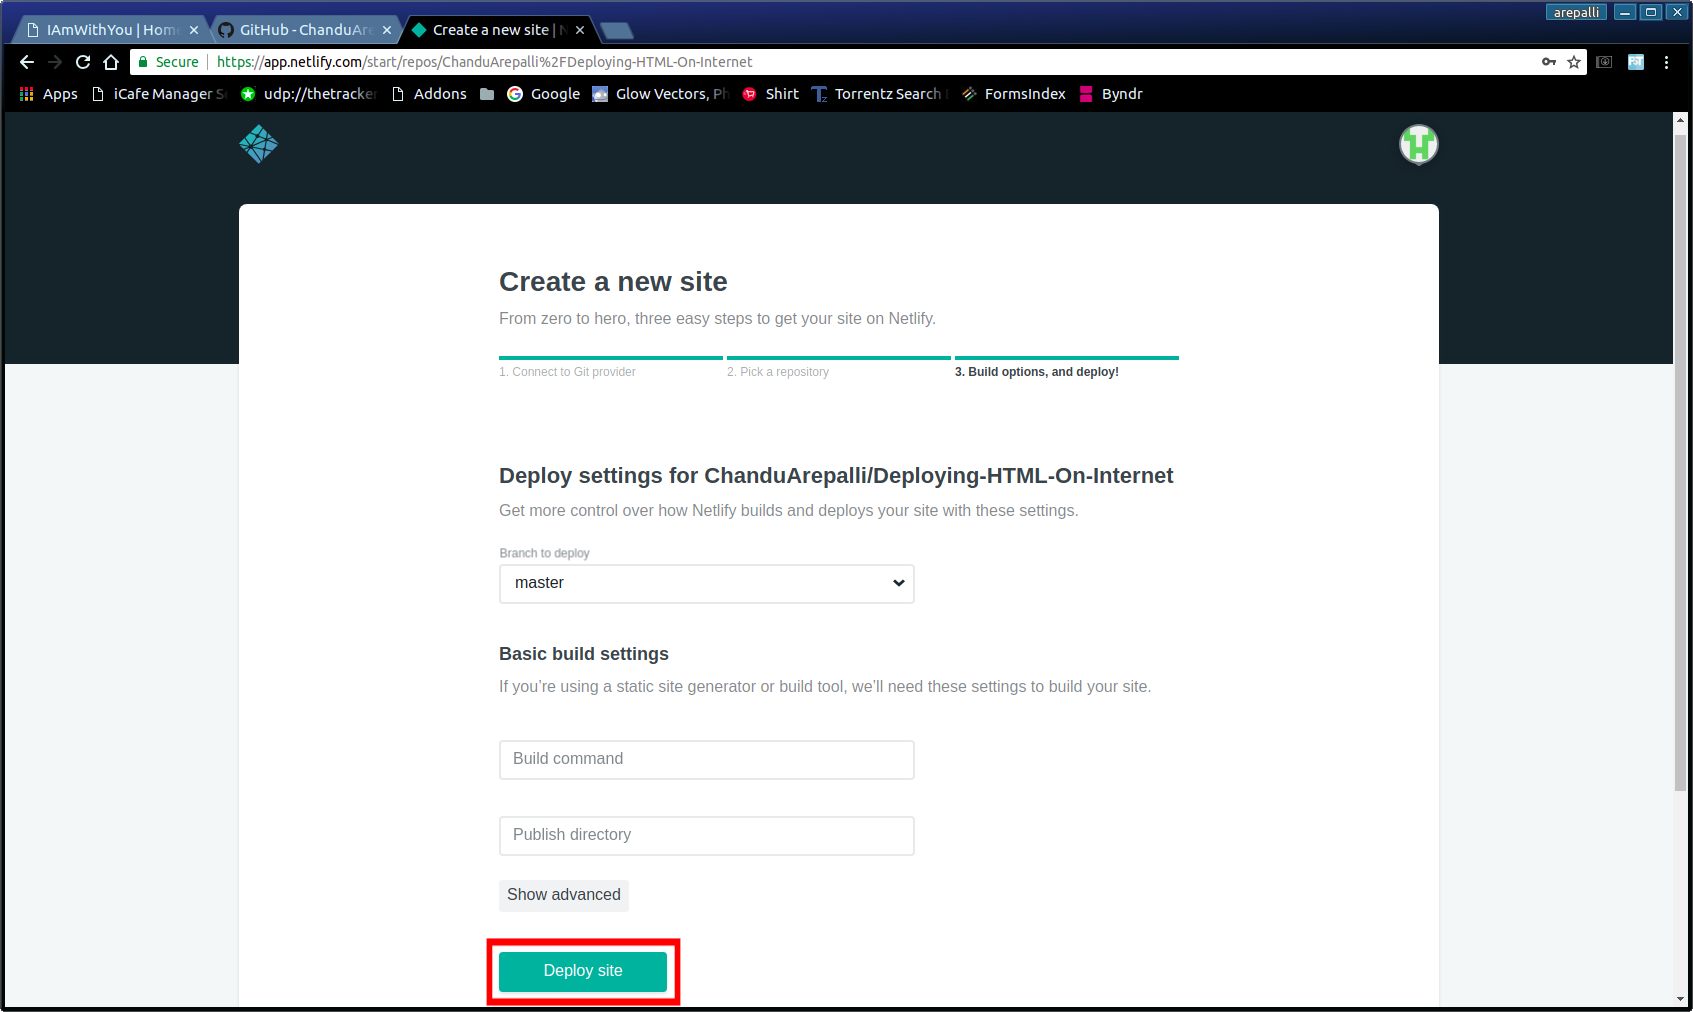 arepalli
IAmWithYou | Home
GitHub - ChanduAre
Create a new site | N
Secure https://app.netlify.com/start/repos/ChanduArepalli%2FDeploying-HTML-On-Internet
Apps iCafe Manager Se udp://thetracker Addons Google Glow Vectors, Ph Shirt Torrentz Search FormsIndex Byndr
Create a new site
From zero to hero, three easy steps to get your site on Netlify.
1. Connect to Git provider 2. Pick a repository 3. Build options, and deploy!
Deploy settings for ChanduArepalli/Deploying-HTML-On-Internet
Get more control over how Netlify builds and deploys your site with these settings.
Branch to deploy
master
Basic build settings
If you’re using a static site generator or build tool, we’ll need these settings to build your site.
Build command
Publish directory
Show advanced
Deploy site